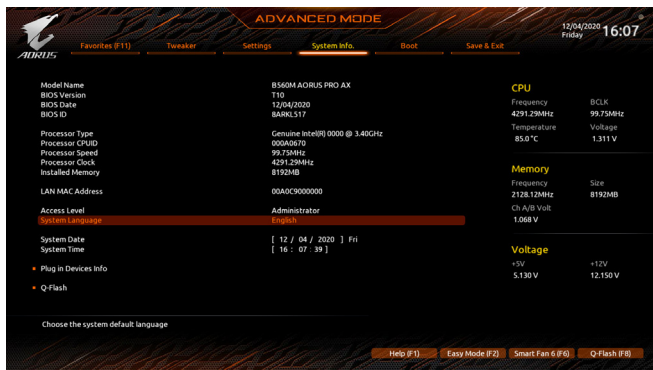 ADVANCED MODE
12/04/2020 Friday 16:07
AORUS
Favorites (F11) Tweaker Settings System Info. Boot Save & Exit
Model Name B560M AORUS PRO AX
BIOS Version T10
BIOS Date 12/04/2020
BIOS ID 8ARKL517
Processor Type Genuine Intel(R) 0000 @ 3.40GHz
Processor CPUID 000A0670
Processor Speed 99.75MHz
Processor Clock 4291.29MHz
Installed Memory 8192MB
LAN MAC Address 00A0C9000000
Access Level Administrator
System Language English
System Date [ 12 / 04 / 2020 ] Fri
System Time [ 16 : 07 : 39 ]
Plug in Devices Info
Q-Flash
Choose the system default language
CPU
Frequency BCLK
4291.29MHz 99.75MHz
Temperature Voltage
85.0 °C 1.311 V
Memory
Frequency Size
2128.12MHz 8192MB
Ch A/B Volt
1.068 V
Voltage
+5V +12V
5.130 V 12.150 V
Help (F1) Easy Mode (F2) Smart Fan 6 (F6) Q-Flash (F8)